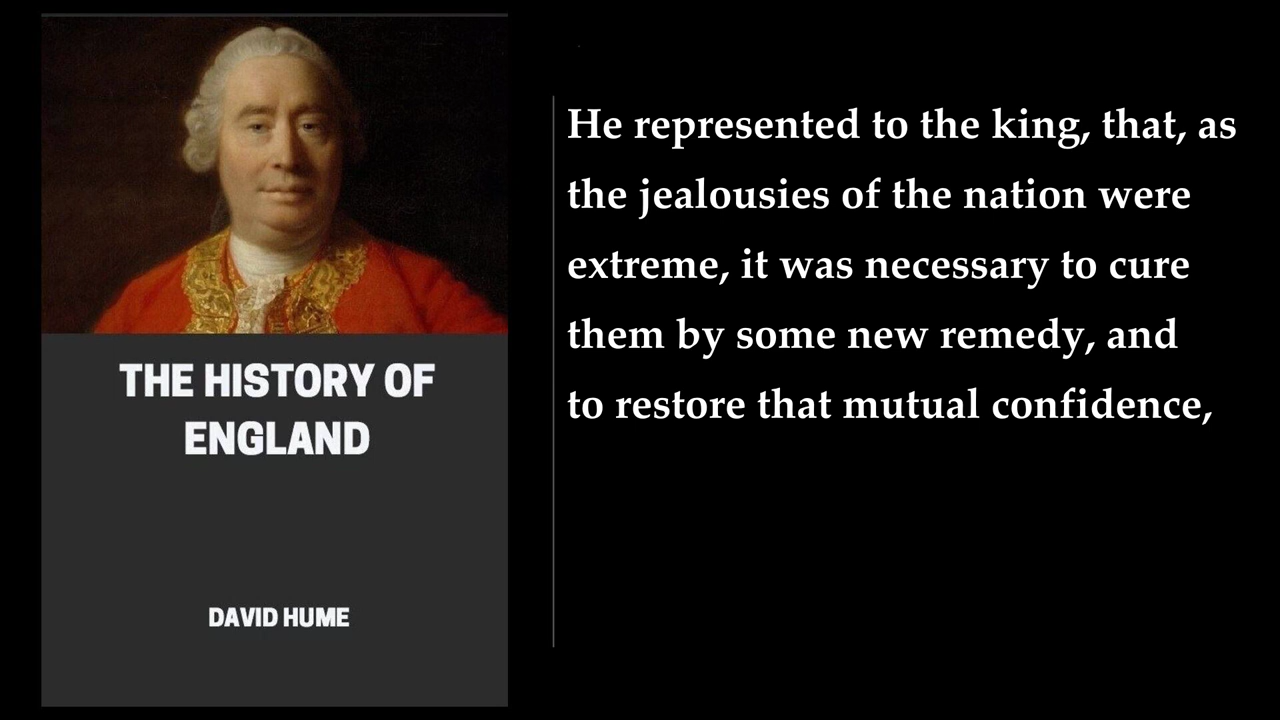 THE HISTORY OF
ENGLAND
DAVID HUME
He represented to the king, that, as
the jealousies of the nation were
extreme, it was necessary to cure
them by some new remedy, and
to restore that mutual confidence,